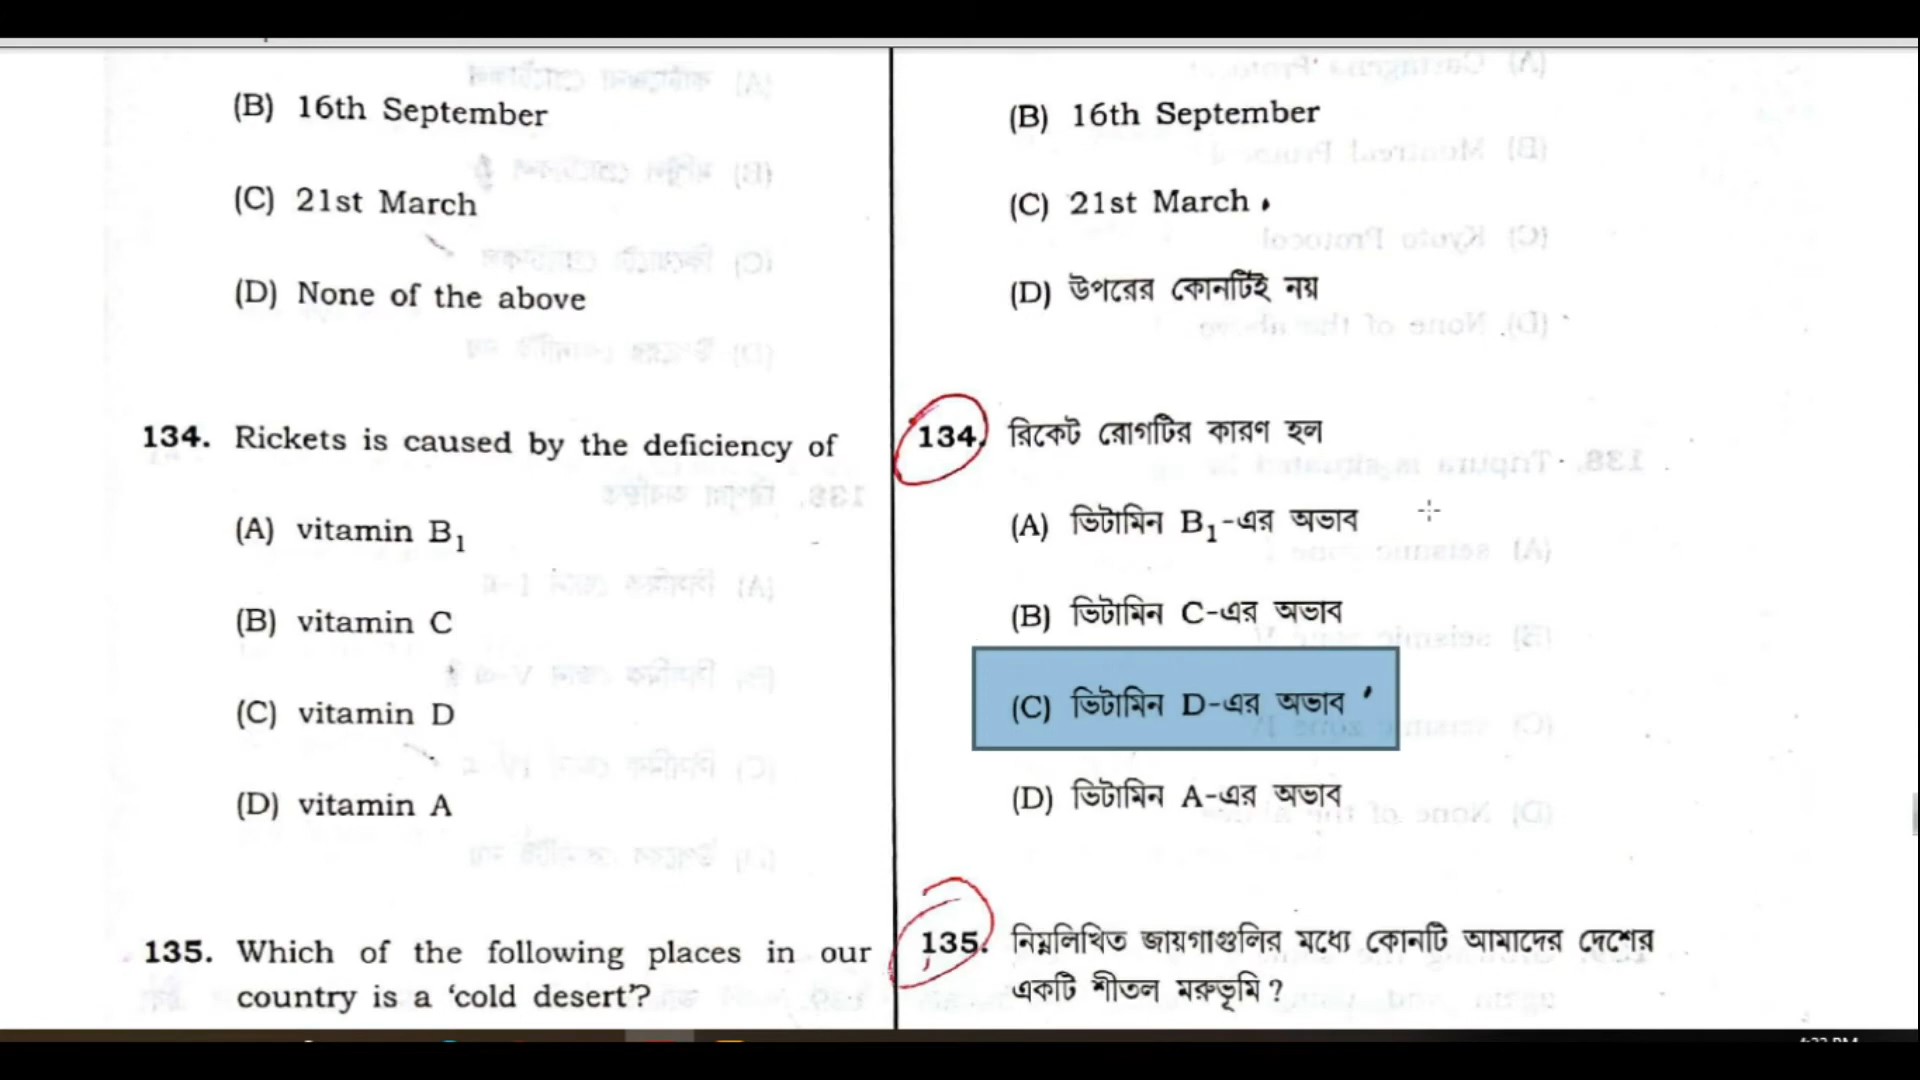 (B) 16th September
(C) 21st March
(D) None of the above
134. Rickets is caused by the deficiency of
(A) vitamin B₁
(B) vitamin C
(C) vitamin D
(D) vitamin A
135. Which of the following places in our
country is a ‘cold desert’?
(B) 16th September
(C) 21st March
(D) উপরের কোনটিই নয়
134. রিকেট রোগটির কারণ হল
(A) ভিটামিন B₁-এর অভাব
(B) ভিটামিন C-এর অভাব
(C) ভিটামিন D-এর অভাব
(D) ভিটামিন A-এর অভাব
135. নিম্নলিখিত জায়গাগুলির মধ্যে কোনটি আমাদের দেশের
একটি শীতল মরুভূমি ?